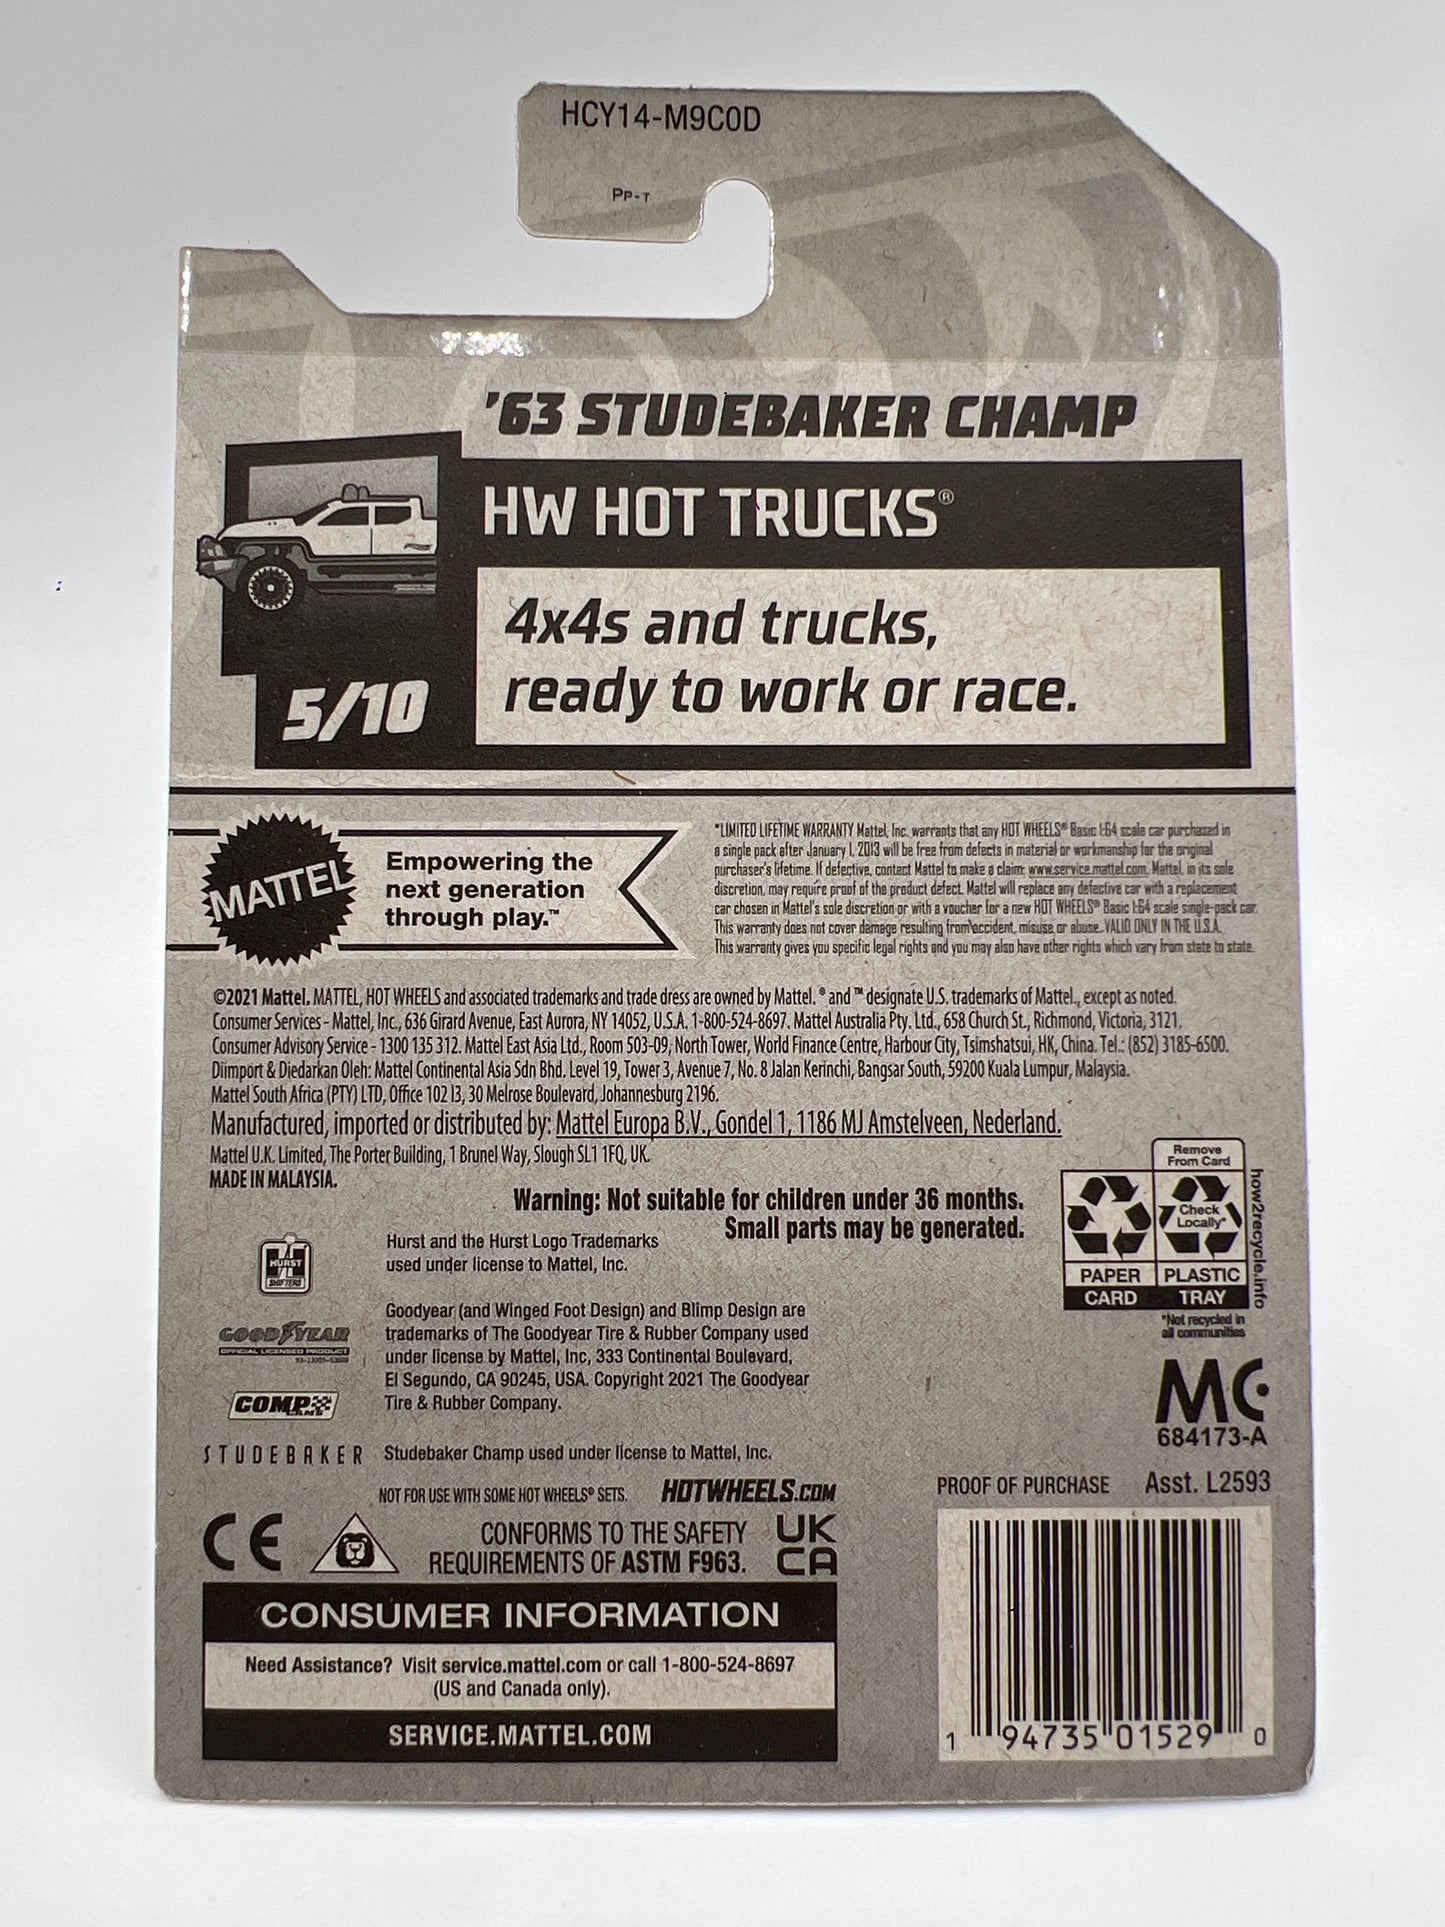 HCY14-M9C0D
PP-T
'63 STUDEBAKER CHAMP
HW HOT TRUCKS®
4x4s and trucks,
ready to work or race.
5/10
MATTEL
Empowering the
next generation
through play.™
*LIMITED LIFETIME WARRANTY Mattel, Inc. warrants that any HOT WHEELS® Basic 1:64 scale car purchased in
a single pack after January 1, 2013 will be free from defects in material or workmanship for the original
purchaser's lifetime. If defective, contact Mattel to make a claim: www.service.mattel.com. Mattel, in its sole
discretion, may require proof of the product defect. Mattel will replace any defective car with a replacement
car chosen in Mattel's sole discretion or with a voucher for a new HOT WHEELS® Basic 1:64 scale single-pack car.
This warranty does not cover damage resulting from accident, misuse or abuse. VALID ONLY IN THE U.S.A.
This warranty gives you specific legal rights and you may also have other rights which vary from state to state.
©2021 Mattel. MATTEL, HOT WHEELS and associated trademarks and trade dress are owned by Mattel. ® and ™ designate U.S. trademarks of Mattel., except as noted.
Consumer Services - Mattel, Inc., 636 Girard Avenue, East Aurora, NY 14052, U.S.A. 1-800-524-8697. Mattel Australia Pty. Ltd., 658 Church St., Richmond, Victoria, 3121.
Consumer Advisory Service - 1300 135 312. Mattel East Asia Ltd., Room 503-09, North Tower, World Finance Centre, Harbour City, Tsimshatsui, HK, China. Tel.: (852) 3185-6500.
Diimport & Diedarkan Oleh: Mattel Continental Asia Sdn Bhd. Level 19, Tower 3, Avenue 7, No. 8 Jalan Kerinchi, Bangsar South, 59200 Kuala Lumpur, Malaysia.
Mattel South Africa (PTY) LTD, Office 102 I3, 30 Melrose Boulevard, Johannesburg 2196.
Manufactured, imported or distributed by: Mattel Europa B.V., Gondel 1, 1186 MJ Amstelveen, Nederland.
Mattel U.K. Limited, The Porter Building, 1 Brunel Way, Slough SL1 1FQ, UK.
MADE IN MALAYSIA.
Warning: Not suitable for children under 36 months.
Small parts may be generated.
Remove
From Card
Check
Locally*
PAPER
PLASTIC
CARD
TRAY
how2recycle.info
*Not recycled in
all communities
HURST
SHIFTERS
Hurst and the Hurst Logo Trademarks
used under license to Mattel, Inc.
GOODYEAR
OFFICIAL LICENSED PRODUCT
Goodyear (and Winged Foot Design) and Blimp Design are
trademarks of The Goodyear Tire & Rubber Company used
under license by Mattel, Inc, 333 Continental Boulevard,
El Segundo, CA 90245, USA. Copyright 2021 The Goodyear
Tire & Rubber Company.
COMP
CAMS
STUDEBAKER
Studebaker Champ used under license to Mattel, Inc.
MC
684173-A
NOT FOR USE WITH SOME HOT WHEELS® SETS.
HOTWHEELS.COM
PROOF OF PURCHASE
Asst. L2593
CE
CONFORMS TO THE SAFETY
REQUIREMENTS OF ASTM F963.
UK
CA
CONSUMER INFORMATION
Need Assistance? Visit service.mattel.com or call 1-800-524-8697
(US and Canada only).
SERVICE.MATTEL.COM
1 94735 01529 0